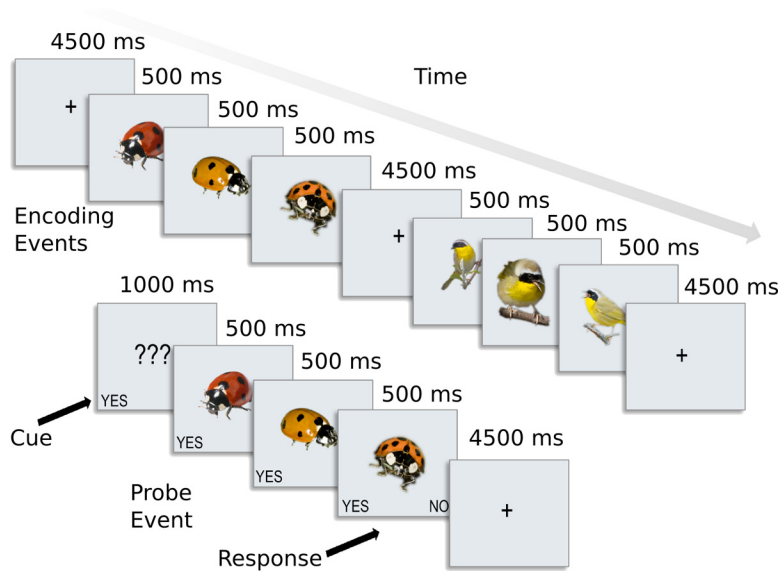 4500 ms
500 ms
Time
500 ms
500 ms
4500 ms
500 ms
500 ms
500 ms
4500 ms
+
+
+
Encoding
Events
1000 ms
500 ms
500 ms
500 ms
4500 ms
???
YES
YES
YES
YES NO
+
Cue
Probe
Event
Response